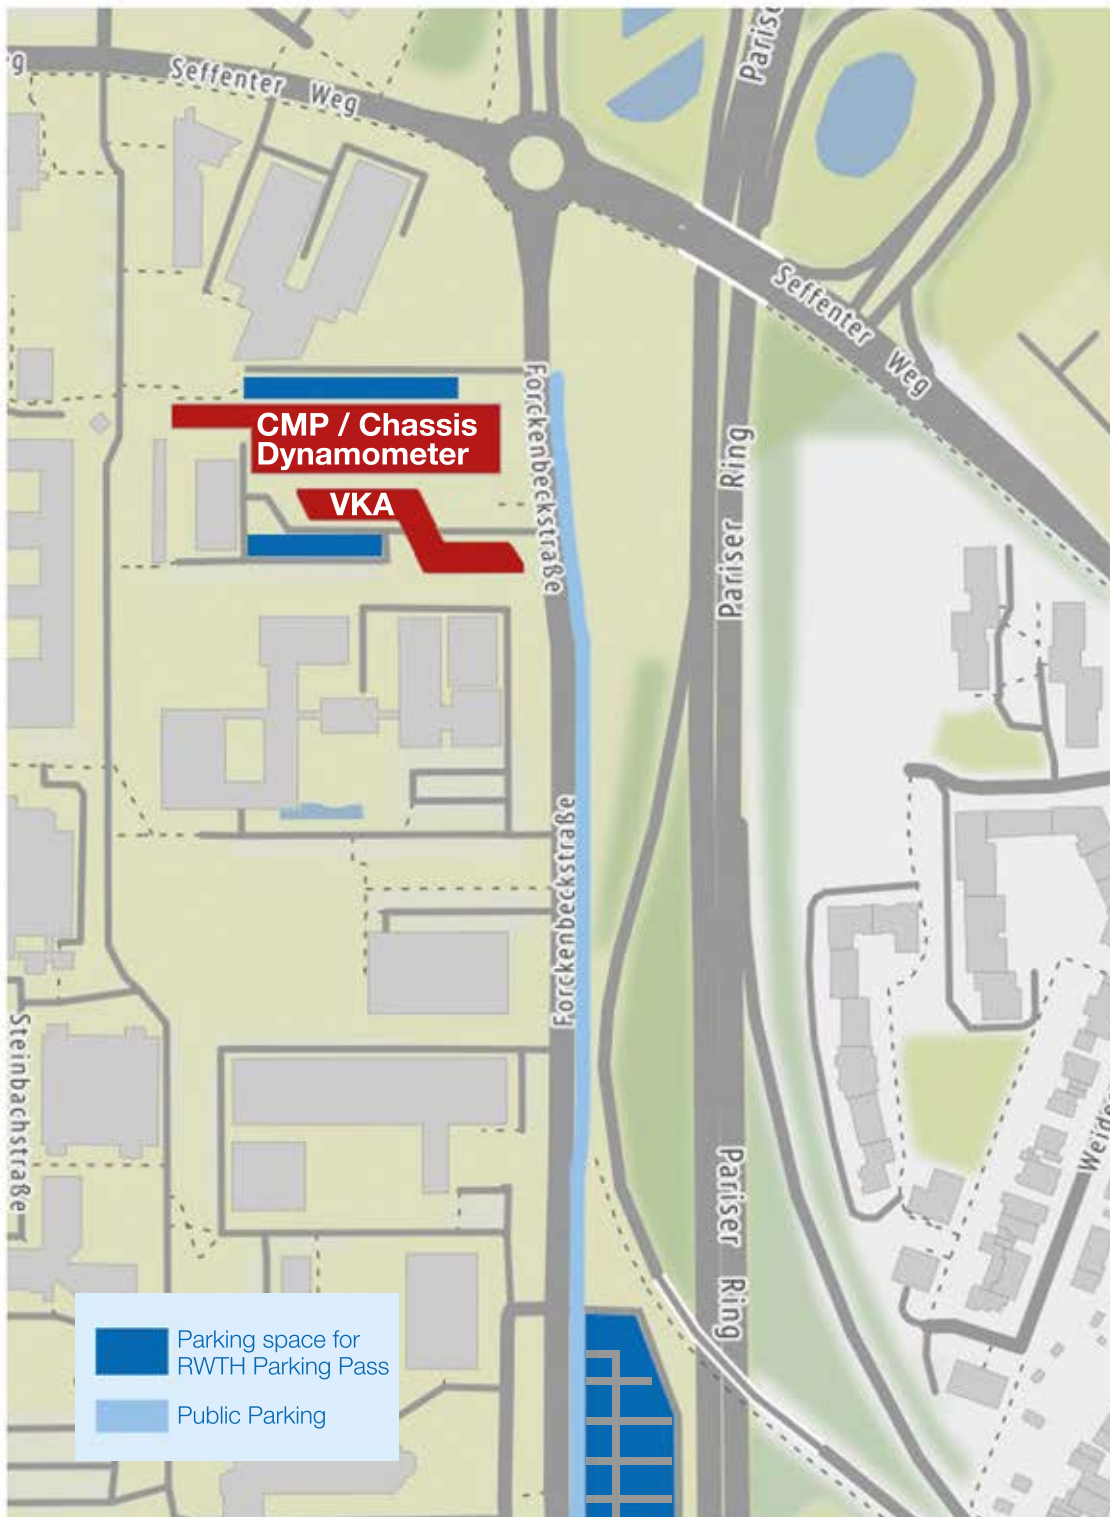 Seffenter Weg
Seffenter Weg
CMP / Chassis
Dynamometer
VKA
Forckenbeckstraße
Pariser Ring
Forckenbeckstraße
Steinbachstraße
Pariser Ring
Parking space for
RWTH Parking Pass
Public Parking